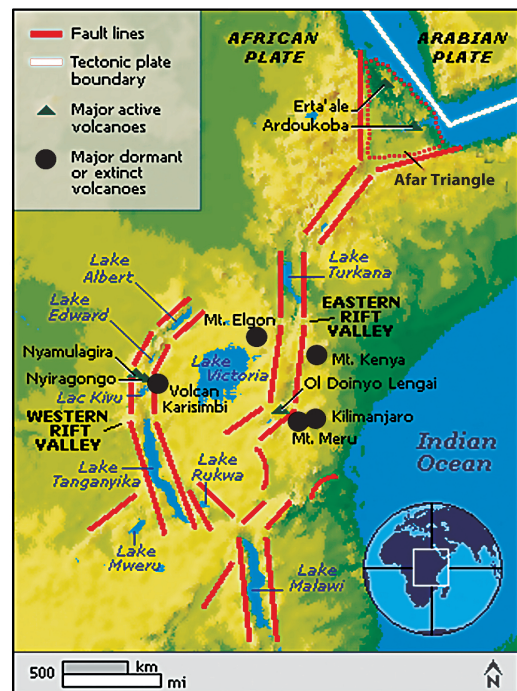 Fault lines
Tectonic plate
boundary
Major active
volcanoes
Major dormant
or extinct
volcanoes
AFRICAN
PLATE
ARABIAN
PLATE
Erta'ale
Ardoukoba
Afar Triangle
Lake
Turkana
Lake
Albert
Lake
Edward
EASTERN
RIFT
VALLEY
Mt. Elgon
Nyamulagira
Lake
Victoria
Mt. Kenya
Nyiragongo
Ol Doinyo Lengai
Lac Kivu
Volcan
Karisimbi
WESTERN
RIFT
VALLEY
Kilimanjaro
Mt. Meru
Indian
Ocean
Lake
Tanganyika
Lake
Rukwa
Lake
Mweru
Lake
Malawi
500
km
mi
N